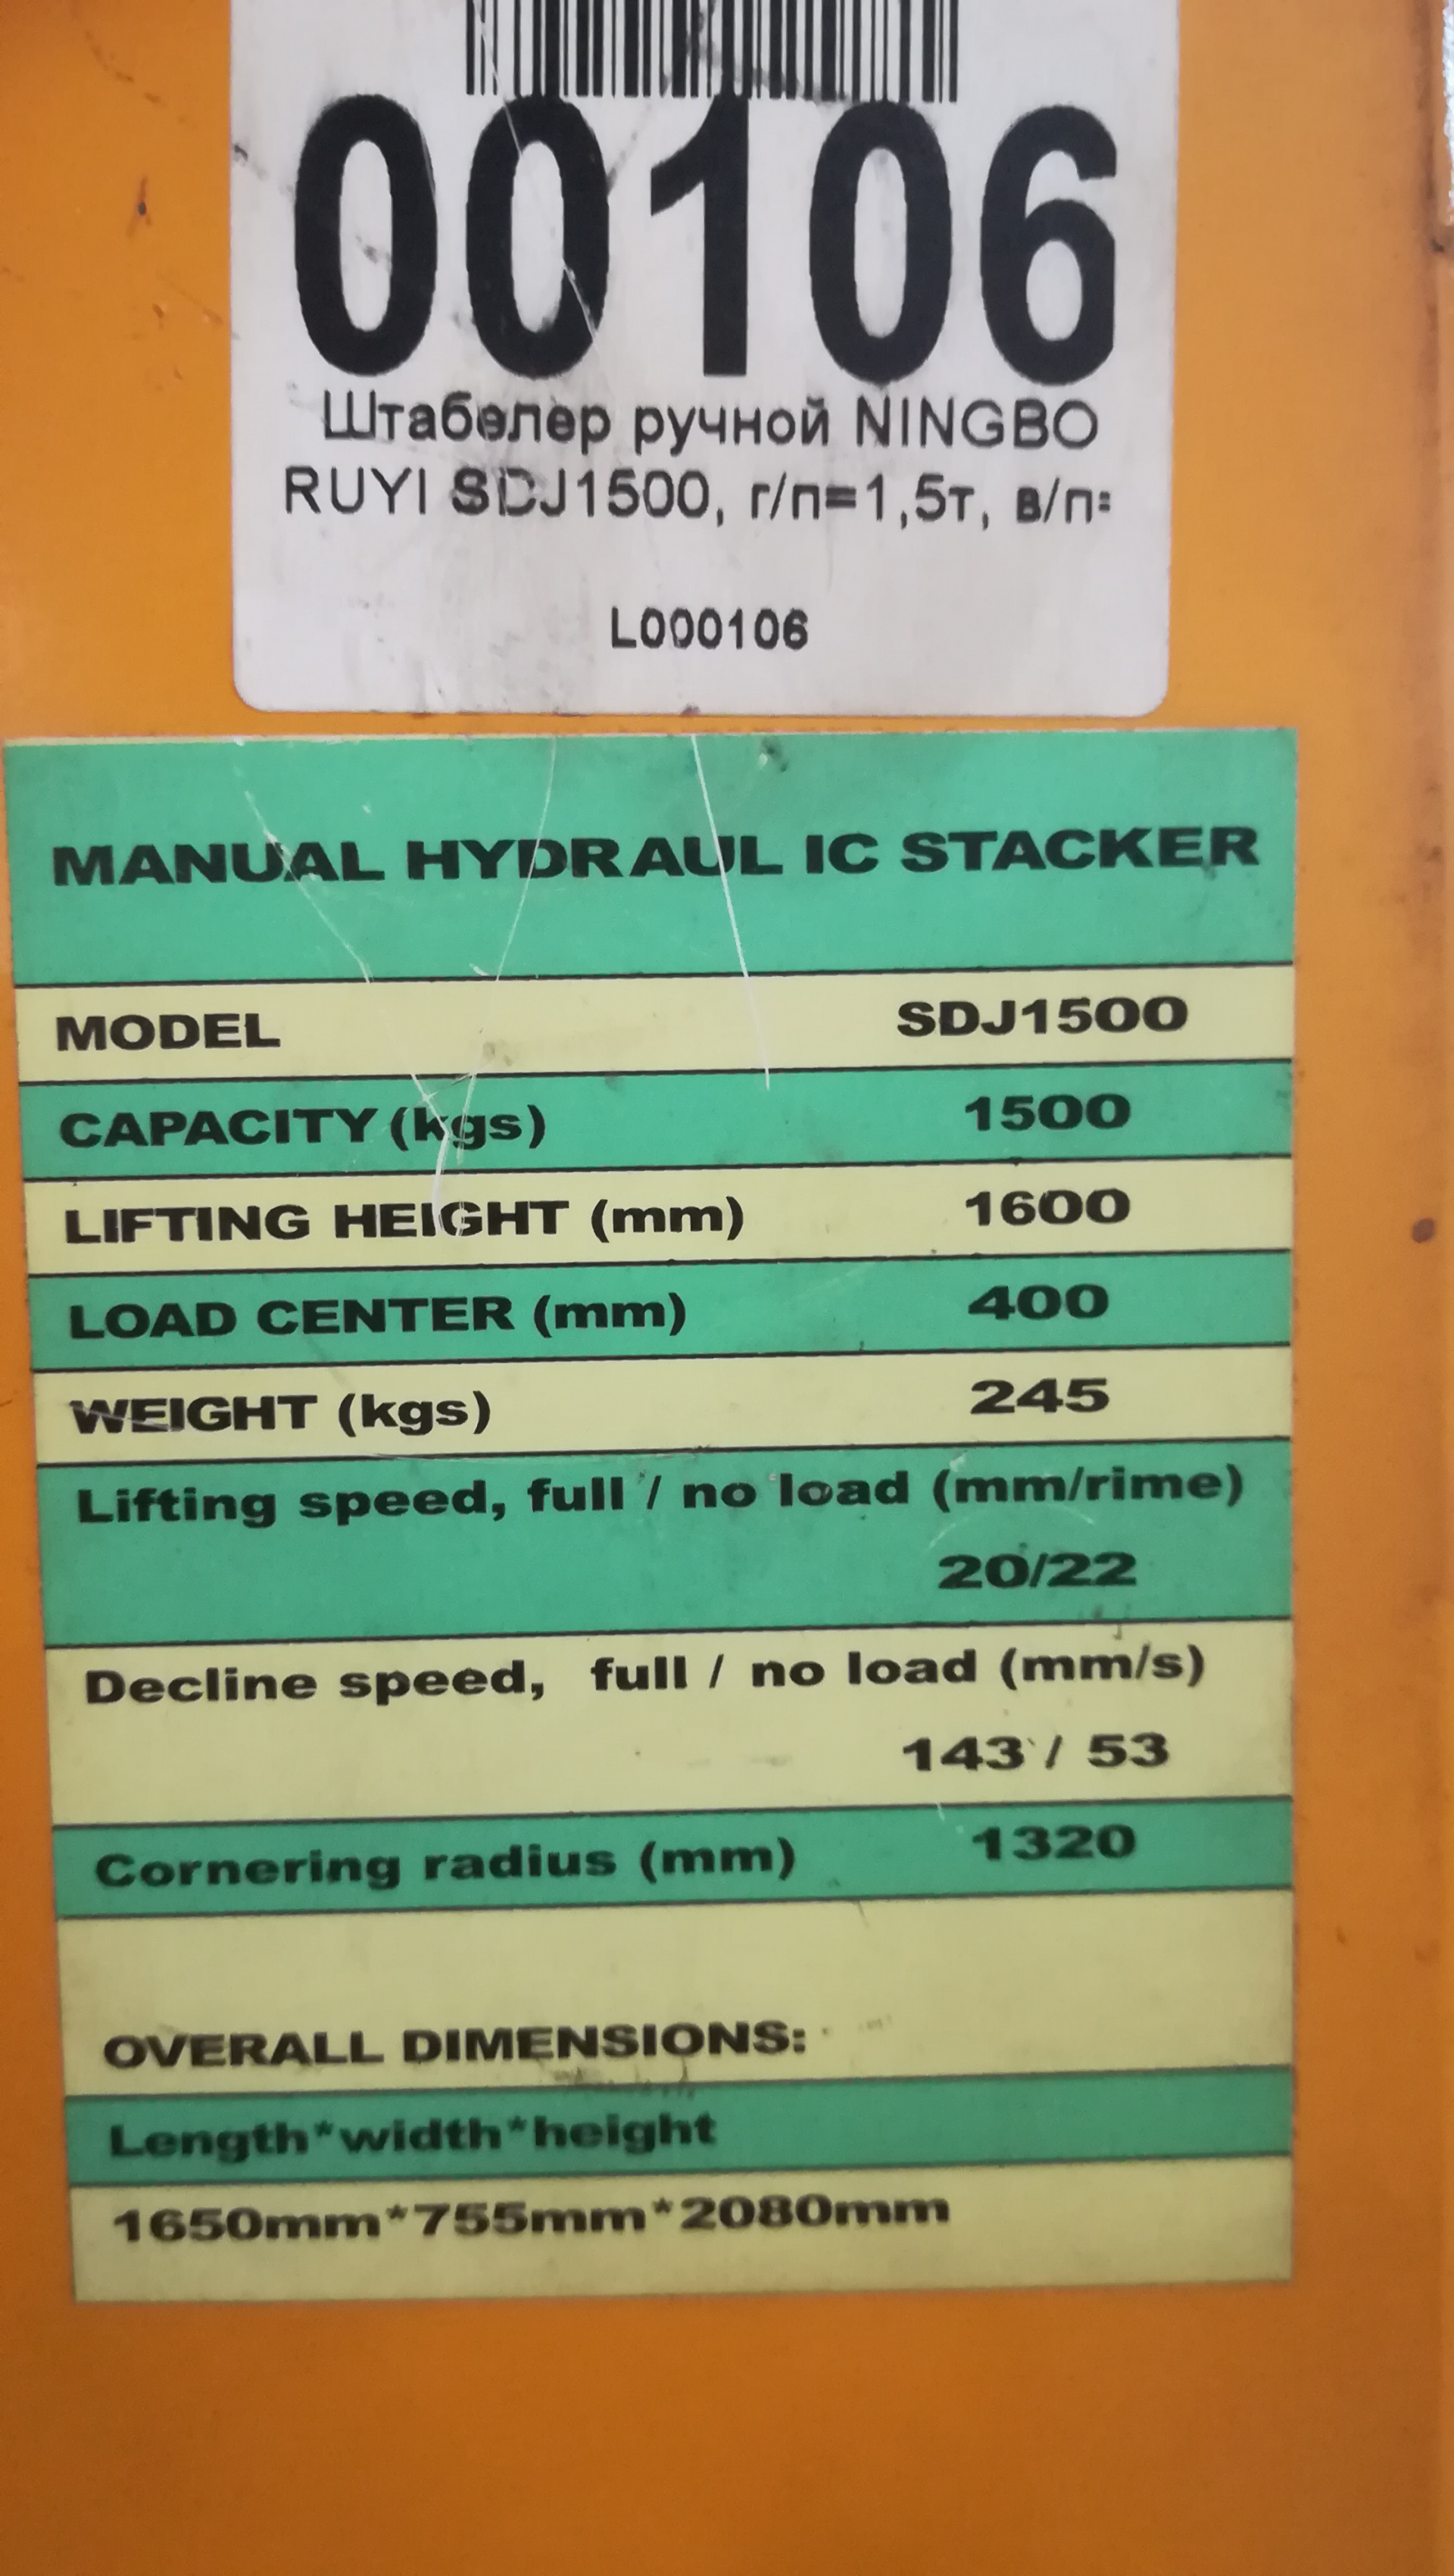 00106
Штабелер ручной NINGBO
RUYI SDJ1500, г/п=1,5т, в/п=
L000106
MANUAL HYDRAUL IC STACKER
MODEL SDJ1500
CAPACITY (kgs) 1500
LIFTING HEIGHT (mm) 1600
LOAD CENTER (mm) 400
WEIGHT (kgs) 245
Lifting speed, full / no load (mm/rime)
20/22
Decline speed, full / no load (mm/s)
143 / 53
Cornering radius (mm) 1320
OVERALL DIMENSIONS:
Length*width*height
1650mm*755mm*2080mm